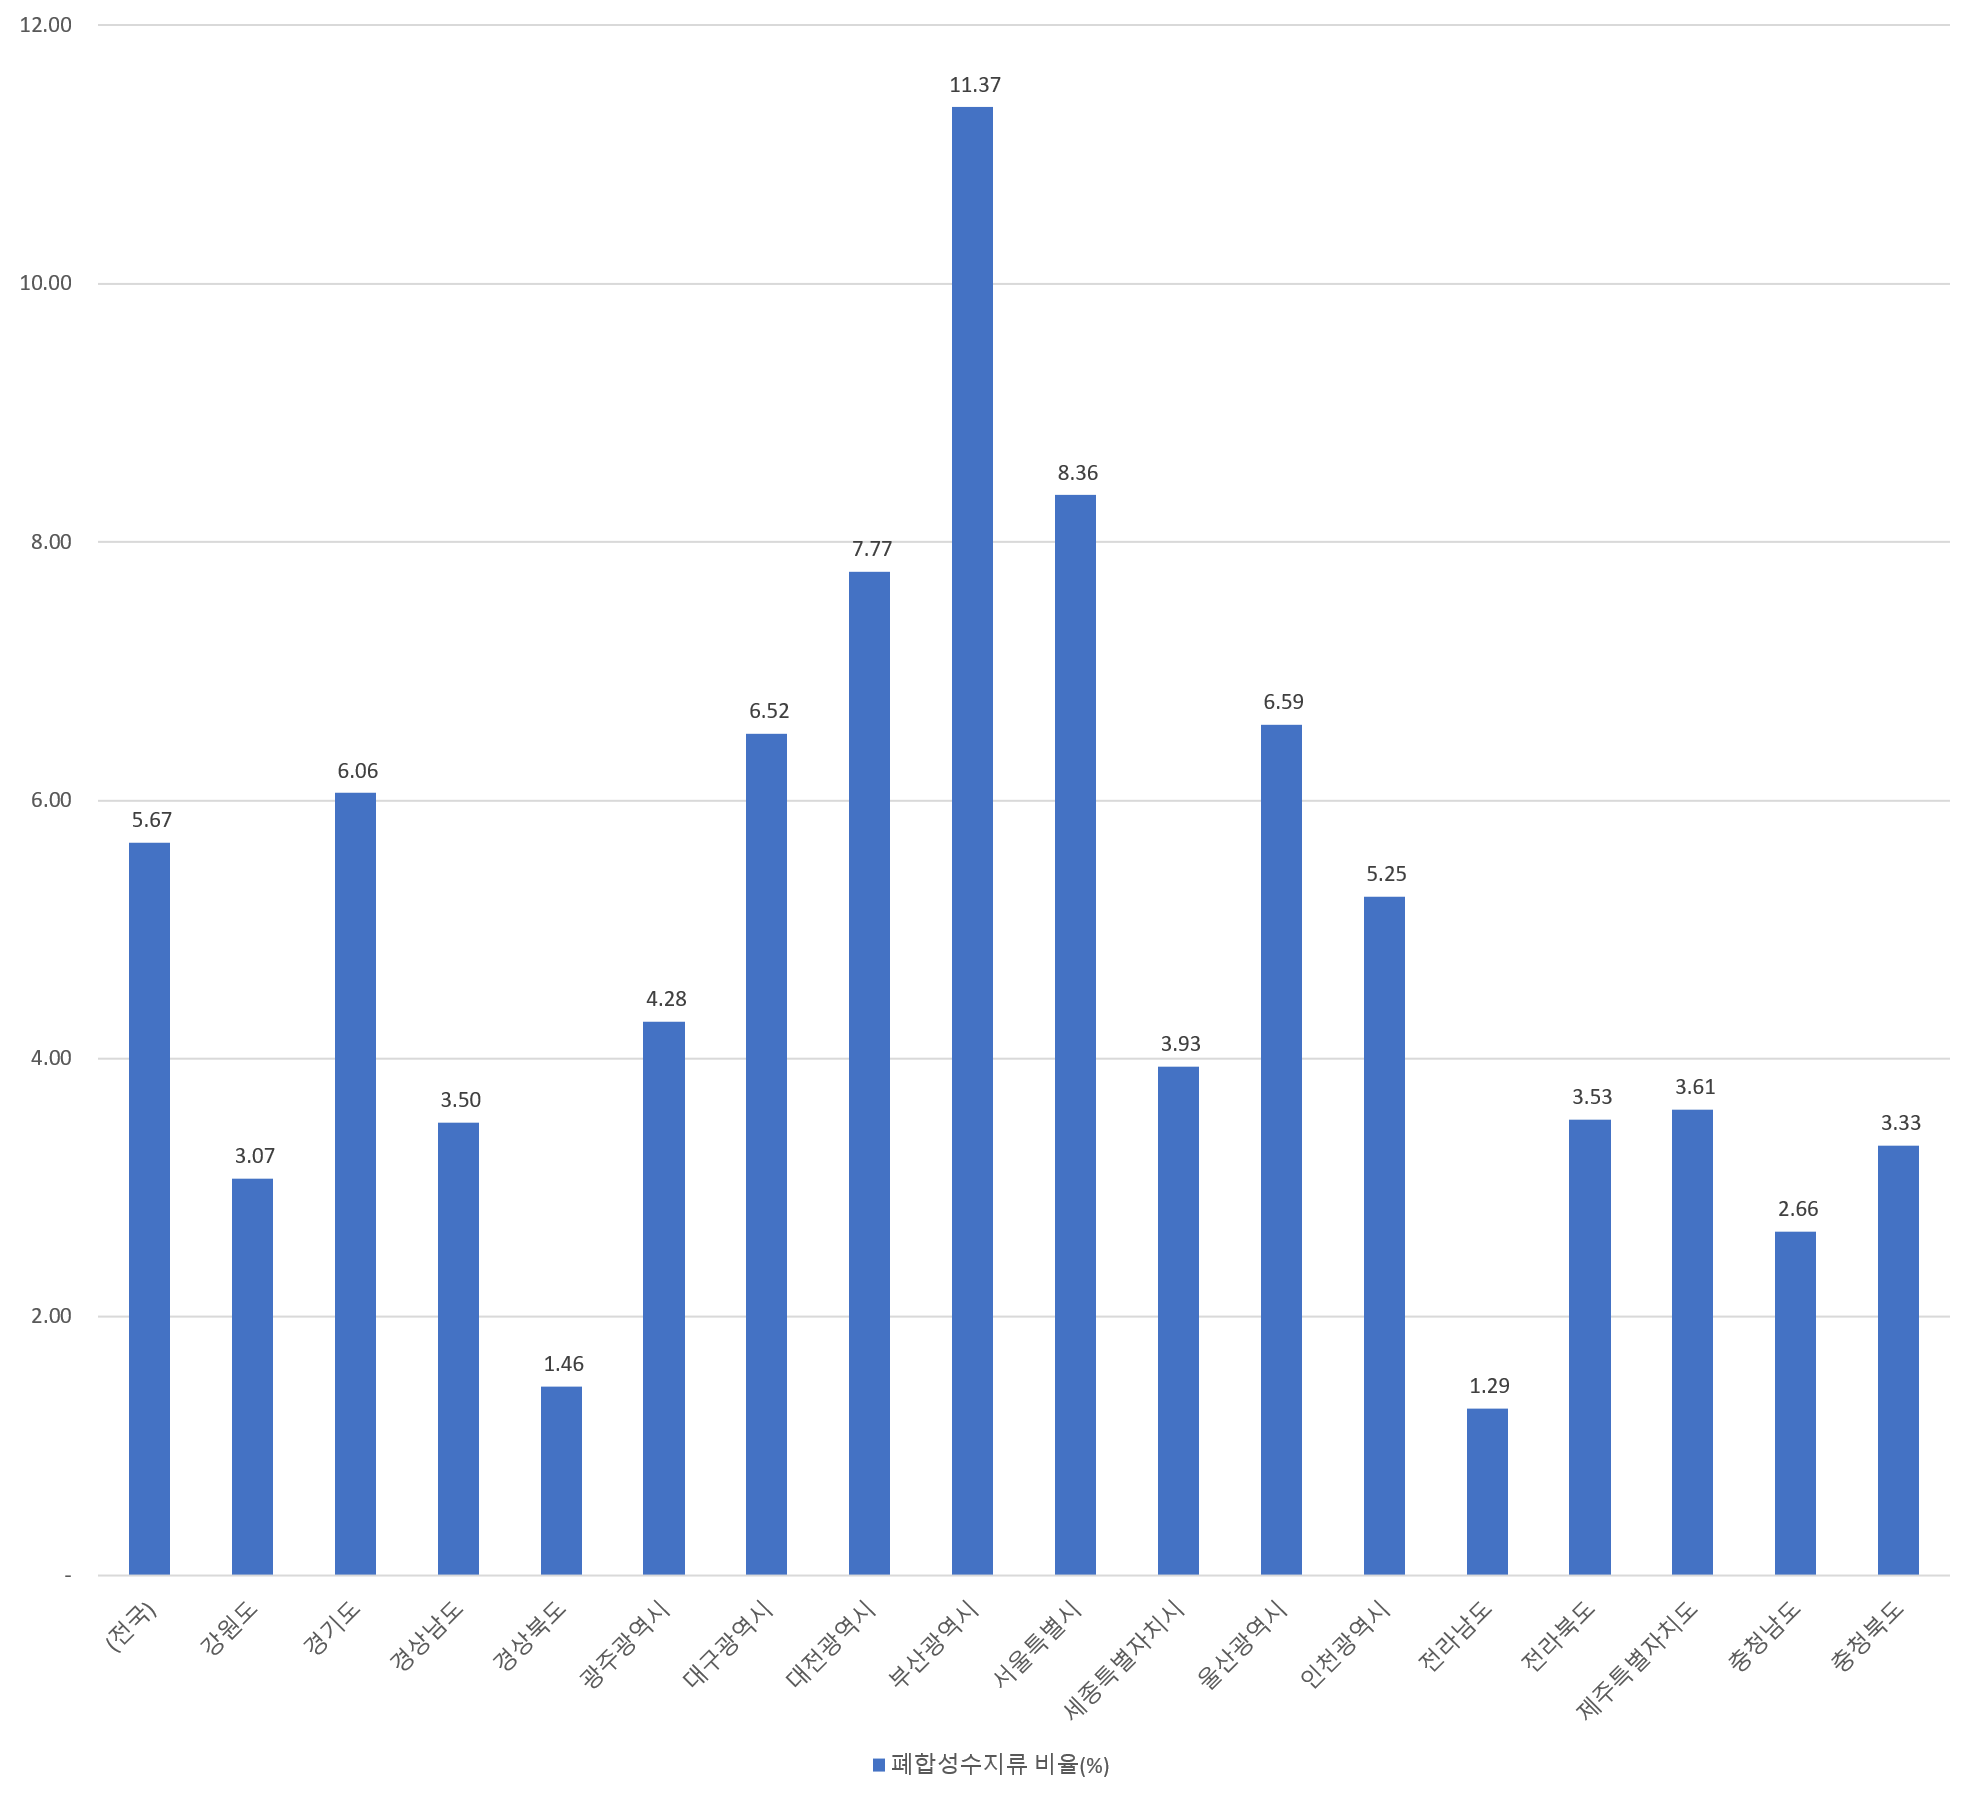 12.00
10.00
8.00
6.00
4.00
2.00
-
5.67
3.07
6.06
3.50
1.46
4.28
6.52
7.77
11.37
8.36
3.93
6.59
5.25
1.29
3.53
3.61
2.66
3.33
(전국)
강원도
경기도
경상남도
경상북도
광주광역시
대구광역시
대전광역시
부산광역시
서울특별시
세종특별자치시
울산광역시
인천광역시
전라남도
전라북도
제주특별자치도
충청남도
충청북도
폐합성수지류 비율(%)